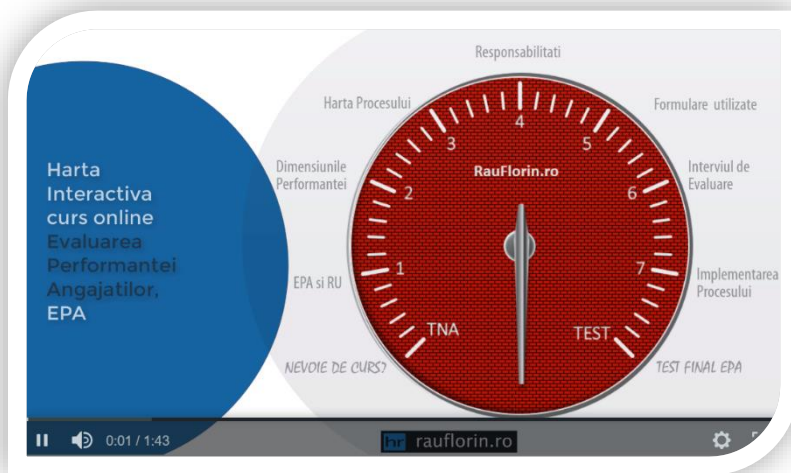 Harta
Interactiva
curs online
Evaluarea
Performantei
Angajatilor,
EPA
Responsabilitati
Harta Procesului
Formulare utilizate
Dimensiunile
Performantei
Interviul de
Evaluare
EPA si RU
Implementarea
Procesului
NEVOIE DE CURS?
TEST FINAL EPA
RauFlorin.ro
TNA
1
2
3
4
5
6
7
TEST
0:01 / 1:43
hr rauflorin.ro